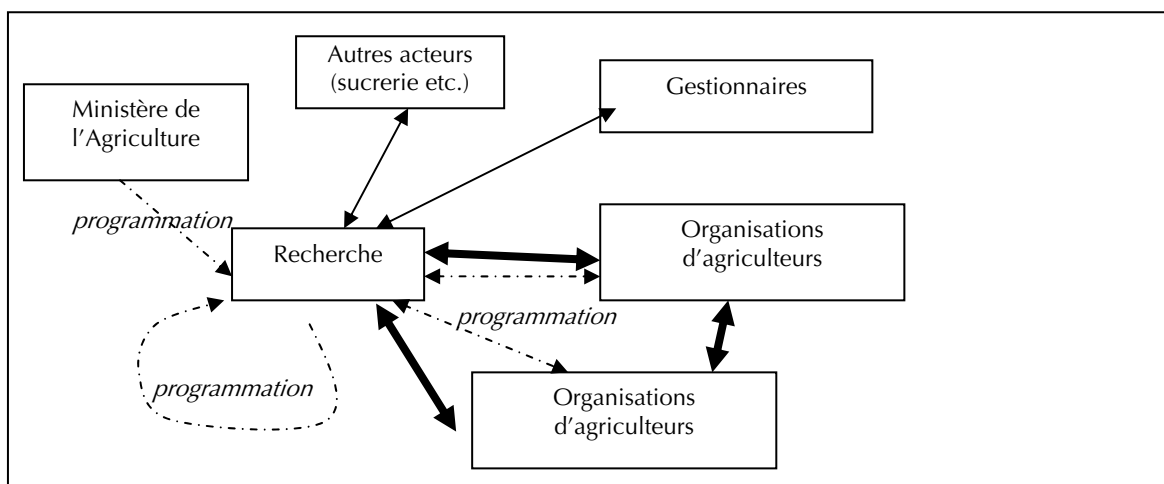 Autres acteurs
(sucrerie etc.)
Gestionnaires
Ministère de
l'Agriculture
programmation
Recherche
Organisations
d'agriculteurs
programmation
programmation
Organisations
d'agriculteurs